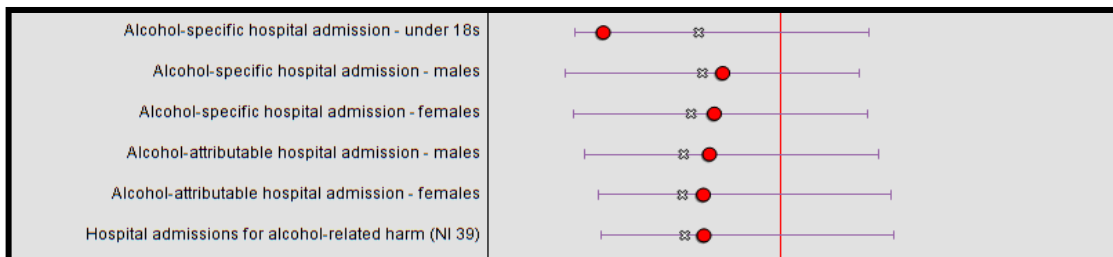 Alcohol-specific hospital admission - under 18s
Alcohol-specific hospital admission - males
Alcohol-specific hospital admission - females
Alcohol-attributable hospital admission - males
Alcohol-attributable hospital admission - females
Hospital admissions for alcohol-related harm (NI 39)